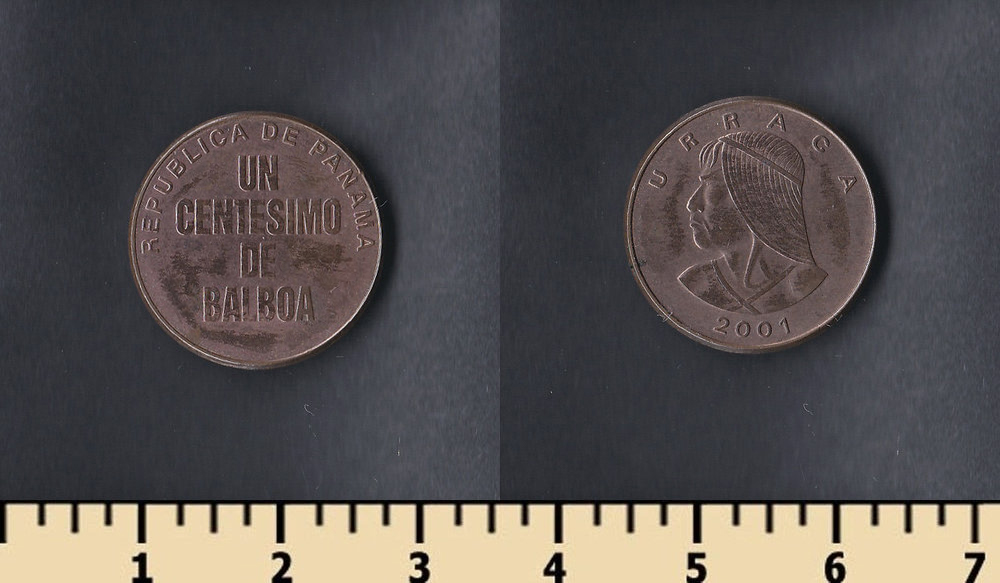 REPUBLICA DE PANAMA
UN
CENTESIMO
DE
BALBOA
URRACA
2001
1 2 3 4 5 6 7